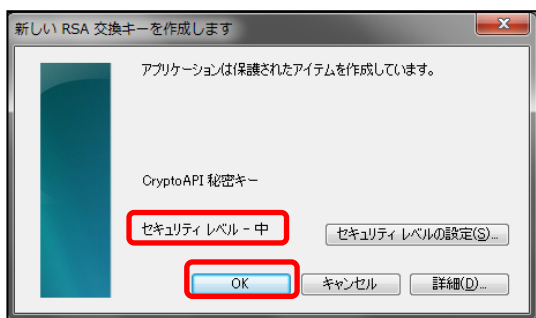 新しい RSA 交換キーを作成します
アプリケーションは保護されたアイテムを作成しています。
CryptoAPI 秘密キー
セキュリティ レベル - 中
セキュリティ レベルの設定(S)...
OK
キャンセル
詳細(D)...